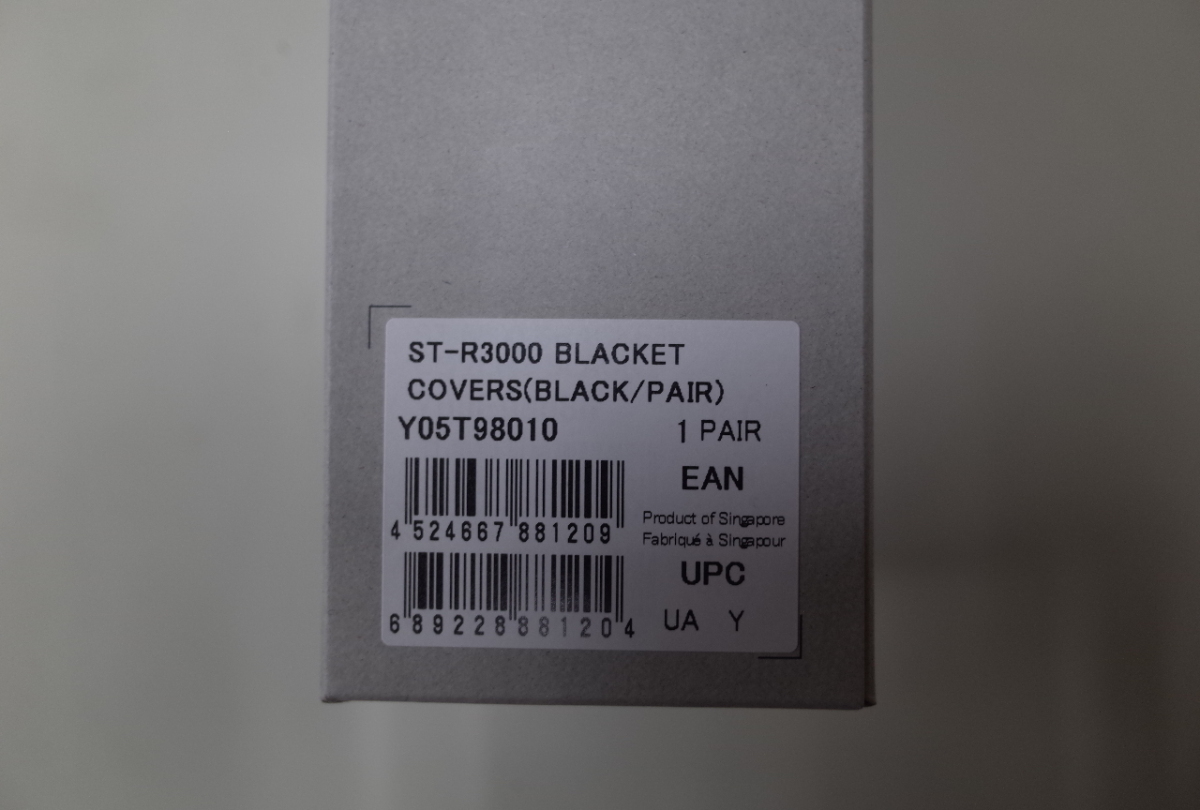 ST-R3000 BLACKET
COVERS(BLACK/PAIR)
Y05T98010 1 PAIR
EAN
4 524667 881209
Product of Singapore
Fabriqué à Singapour
UPC
6 89228 88120 4
UA Y